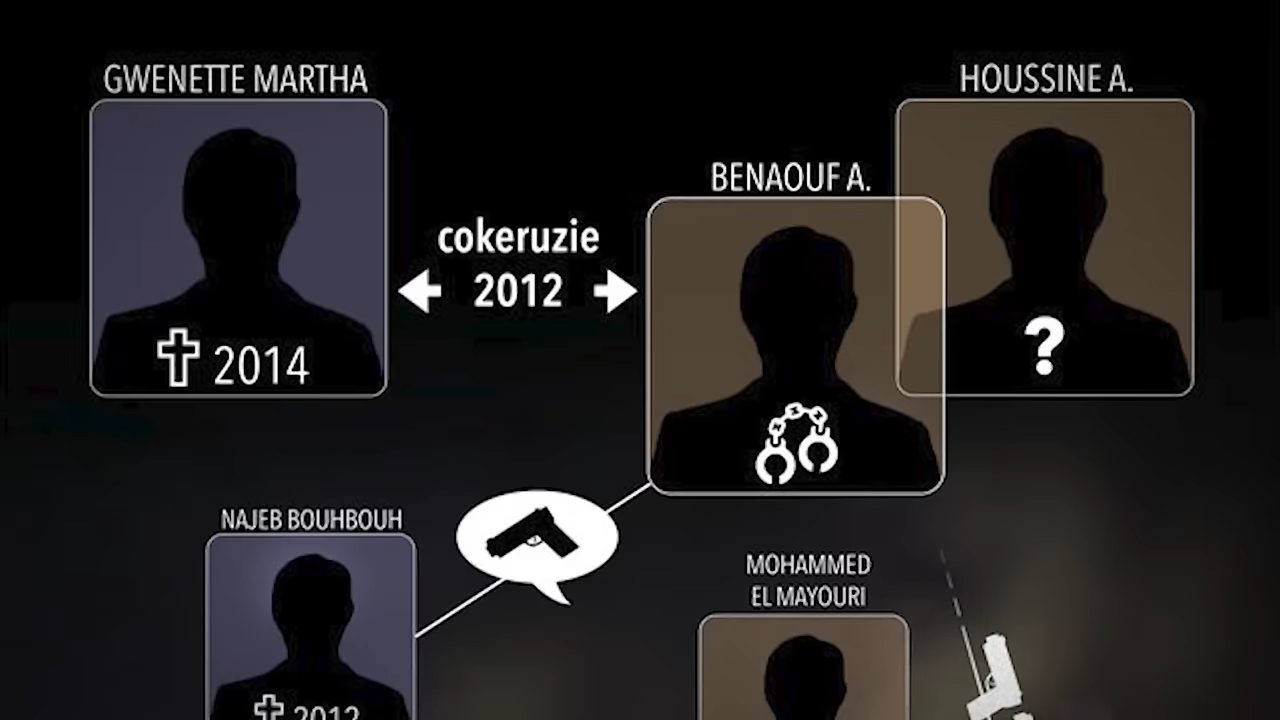 GWENETTE MARTHA
HOUSSINE A.
BENAOUF A.
cokeruzie
2012
2014
?
NAJEB BOUHBOUH
MOHAMMED
EL MAYOURI
2012